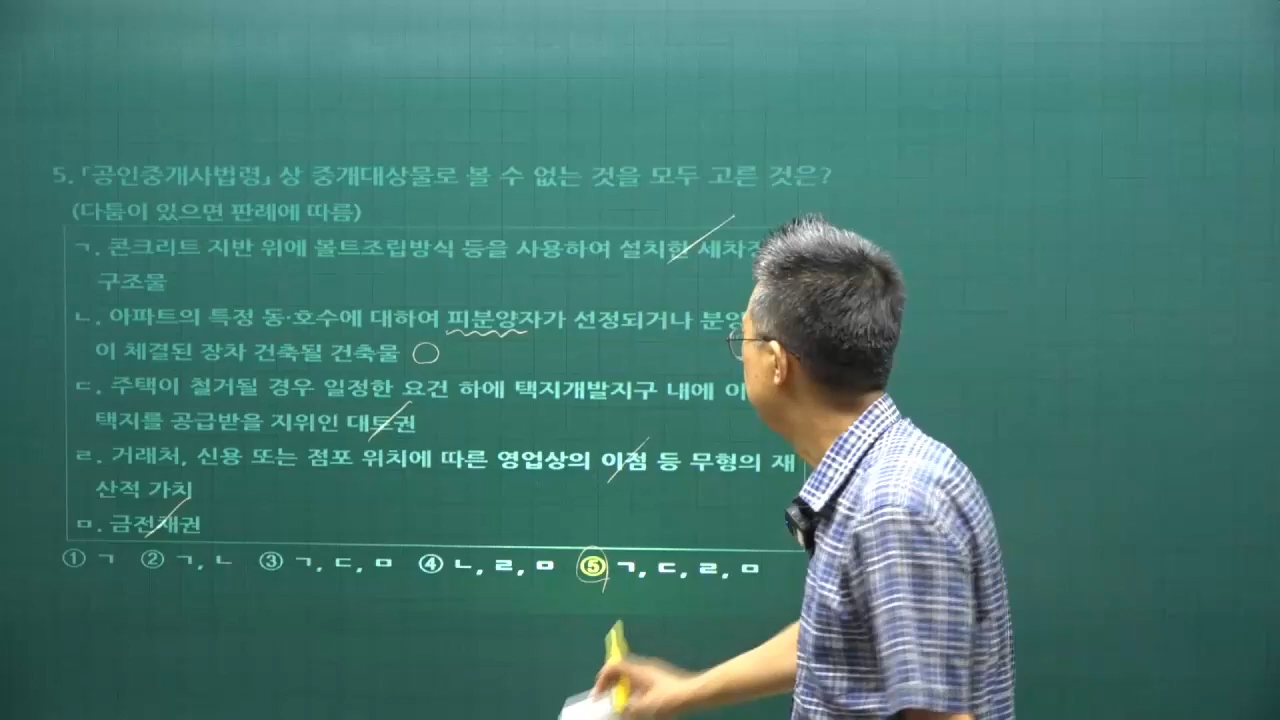 5. 「공인중개사법령」 상 중개대상물로 볼 수 없는 것을 모두 고른 것은?
(다툼이 있으면 판례에 따름)
ㄱ. 콘크리트 지반 위에 볼트조립방식 등을 사용하여 설치한
구조물
ㄴ. 아파트의 특정 동·호수에 대하여 피분양자가 선정되거나
이 체결된 장차 건축될 건축물
ㄷ. 주택이 철거될 경우 일정한 요건 하에 택지개발지구 내에
택지를 공급받을 지위인 대토권
ㄹ. 거래처, 신용 또는 점포 위치에 따른 영업상의 이점 등 무형의 재
산적 가치
ㅁ. 금전채권
① ㄱ ② ㄱ, ㄴ ③ ㄱ, ㄷ, ㅁ ④ ㄴ, ㄹ, ㅁ ⑤ ㄱ, ㄷ, ㄹ, ㅁ